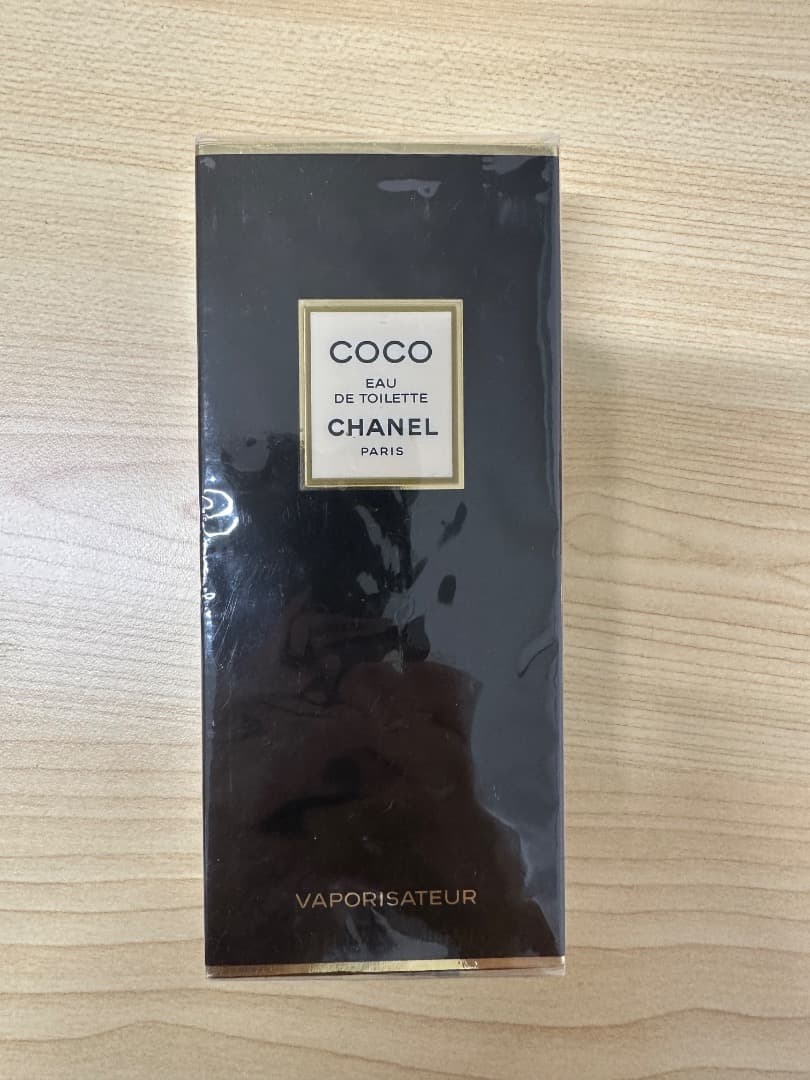 COCO
EAU
DE TOILETTE
CHANEL
PARIS
VAPORISATEUR